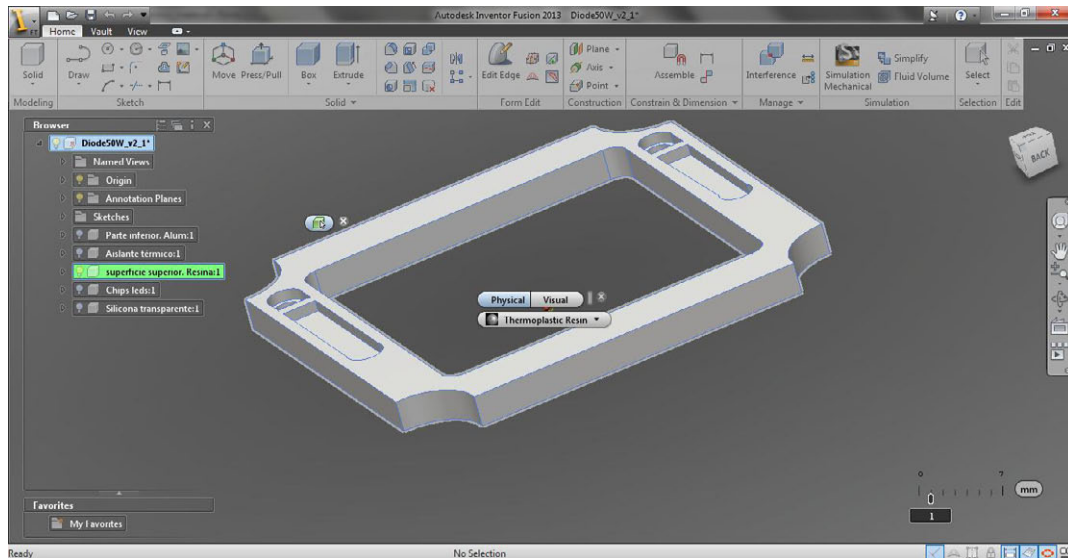 Autodesk Inventor Fusion 2013   Diode50W_v2_1*
FT
Home Vault View
Solid
Draw
Move Press/Pull
Box
Extrude
Edit Edge
Plane
Axis
Point
Assemble
Interference
Simulation Mechanical
Simplify
Fluid Volume
Select
Modeling
Sketch
Solid
Form Edit
Construction
Constrain & Dimension
Manage
Simulation
Selection
Edit
Browser
Diode50W_v2_1*
Named Views
Origin
Annotation Planes
Sketches
Parte inferior. Alum:1
Aislante termico:1
superficie superior. Resina:1
Chips leds:1
Silicona transparente:1
BACK
Physical Visual
Thermoplastic Resin
0
7
mm
1
Favorites
My Favorites
Ready
No Selection